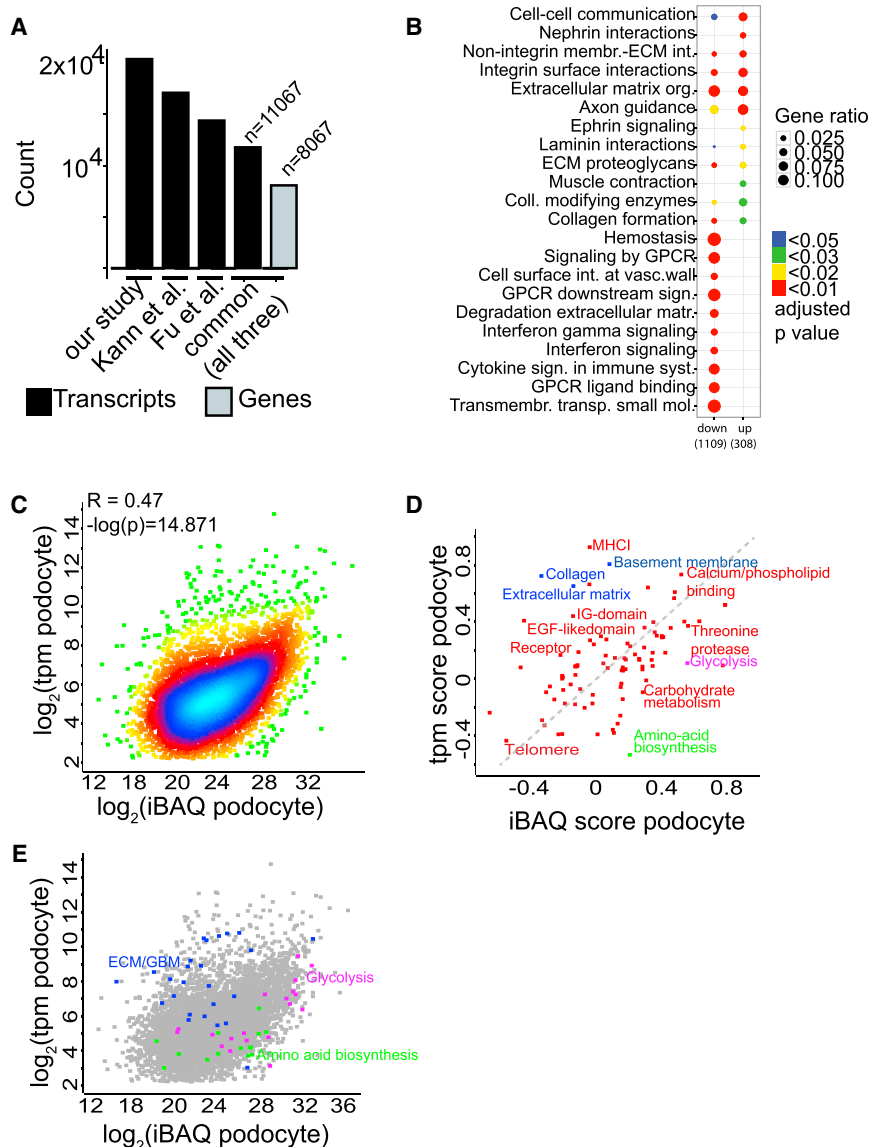 A
2x10⁴
10⁴
Count
n=11067
n=8067
our study
Kann et al.
Fu et al.
common
(all three)
Transcripts
Genes
B
Cell-cell communication
Nephrin interactions
Non-integrin membr.-ECM int.
Integrin surface interactions
Extracellular matrix org.
Axon guidance
Ephrin signaling
Laminin interactions
ECM proteoglycans
Muscle contraction
Coll. modifying enzymes
Collagen formation
Hemostasis
Signaling by GPCR
Cell surface int. at vasc.wall
GPCR downstream sign.
Degradation extracellular matr.
Interferon gamma signaling
Interferon signaling
Cytokine sign. in immune syst.
GPCR ligand binding
Transmembr. transp. small mol.
down up
(1109) (308)
Gene ratio
0.025
0.050
0.075
0.100
<0.05
<0.03
<0.02
<0.01
adjusted
p value
C
R = 0.47
-log(p)=14.871
log₂(tpm podocyte)
14
12
10
8
6
4
2
12 16 20 24 28 32
log₂(iBAQ podocyte)
D
tpm score podocyte
0.8
0.4
0
-0.4
MHCI
Basement membrane
Collagen
Calcium/phospholipid
binding
Extracellular matrix
IG-domain
EGF-likedomain
Threonine
protease
Receptor
Glycolysis
Carbohydrate
metabolism
Amino-acid
biosynthesis
Telomere
-0.4 0 0.4 0.8
iBAQ score podocyte
E
log₂(tpm podocyte)
14
12
10
8
6
4
2
ECM/GBM
Glycolysis
Amino acid biosynthesis
12 16 20 24 28 32 36
log₂(iBAQ podocyte)